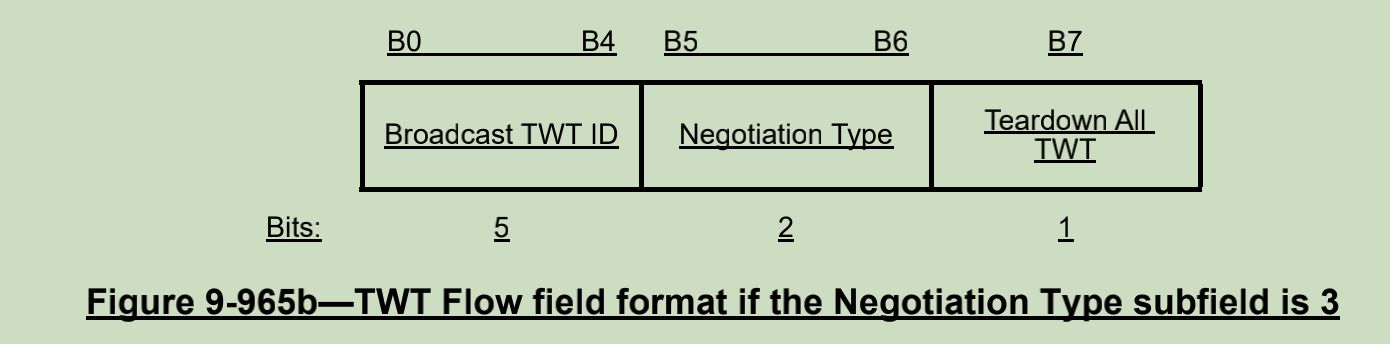 B0 B4 B5 B6 B7
Broadcast TWT ID Negotiation Type Teardown All
TWT
Bits: 5 2 1
Figure 9-965b—TWT Flow field format if the Negotiation Type subfield is 3